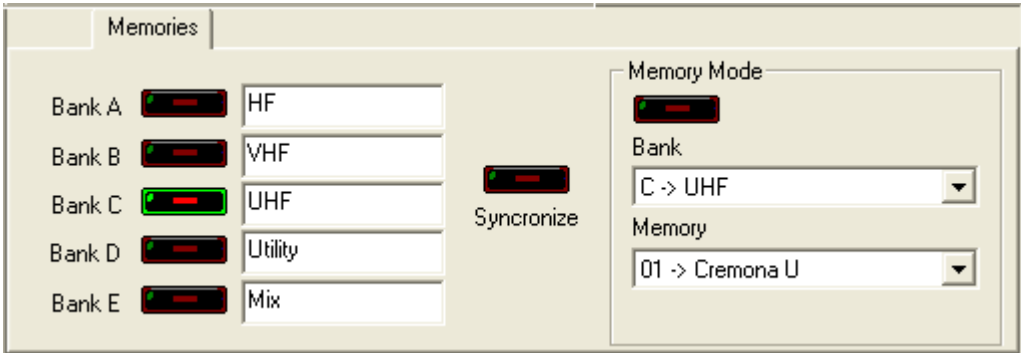 Memories
Bank A HF
Bank B VHF
Bank C UHF
Bank D Utility
Bank E Mix
Syncronize
Memory Mode
Bank
C -> UHF
Memory
01 -> Cremona U